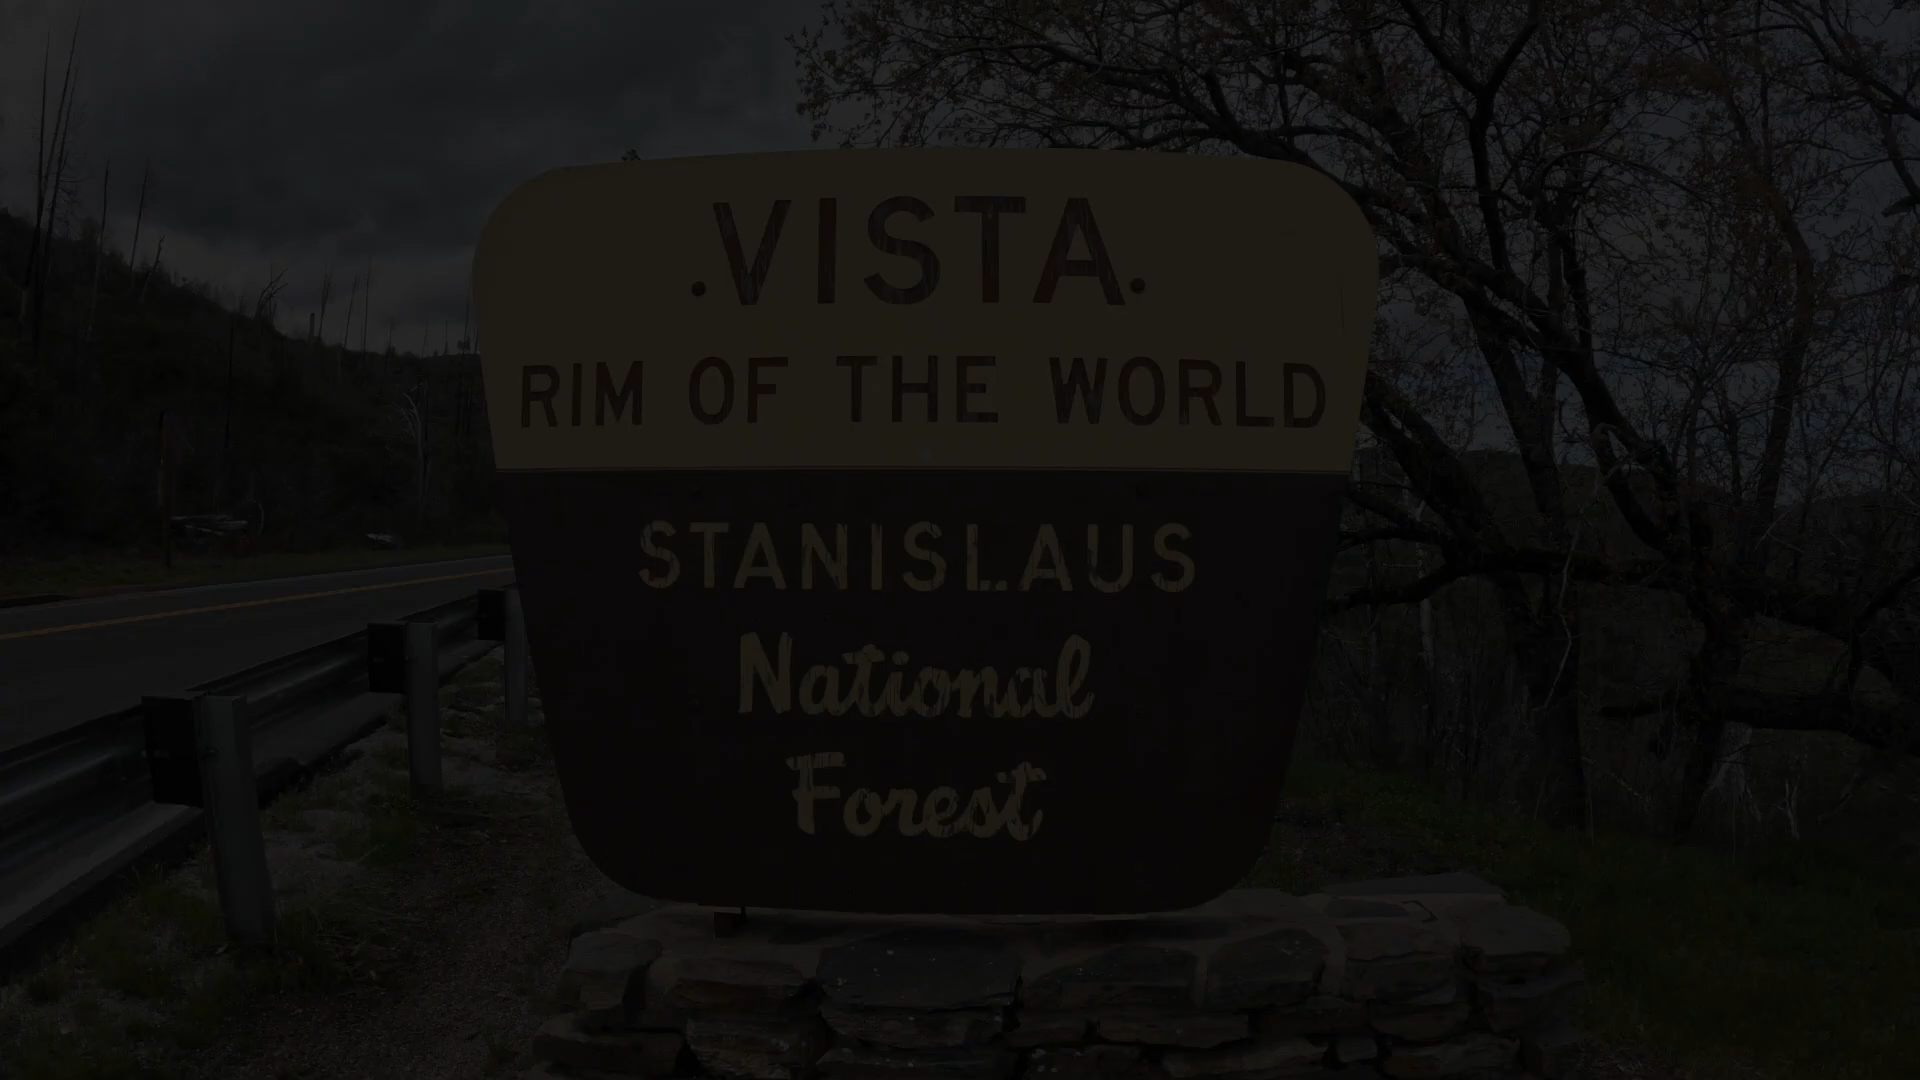 .VISTA.
RIM OF THE WORLD
STANISLAUS
National
Forest